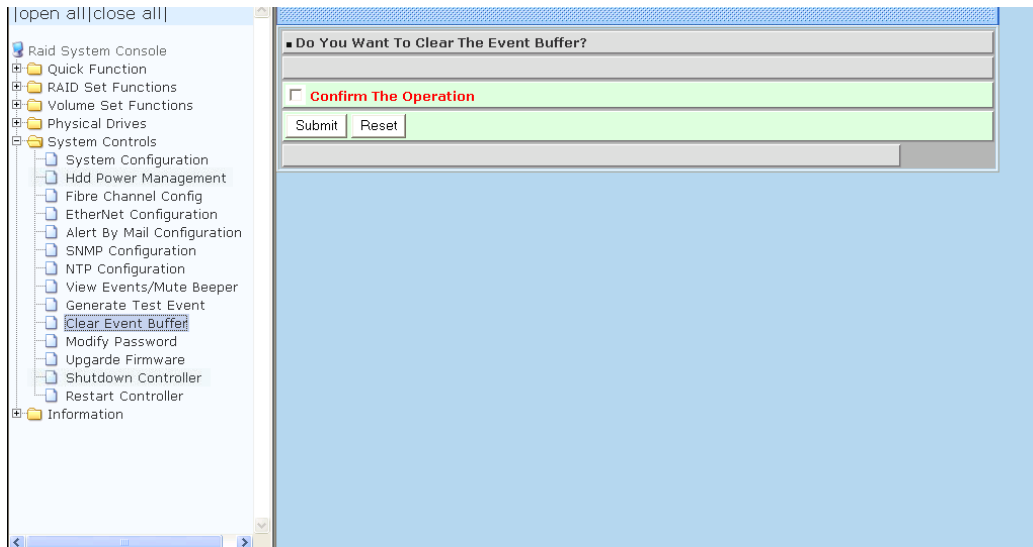 |open all|close all|
Raid System Console
Quick Function
RAID Set Functions
Volume Set Functions
Physical Drives
System Controls
System Configuration
Hdd Power Management
Fibre Channel Config
EtherNet Configuration
Alert By Mail Configuration
SNMP Configuration
NTP Configuration
View Events/Mute Beeper
Generate Test Event
Clear Event Buffer
Modify Password
Upgarde Firmware
Shutdown Controller
Restart Controller
Information
Do You Want To Clear The Event Buffer?
Confirm The Operation
Submit Reset